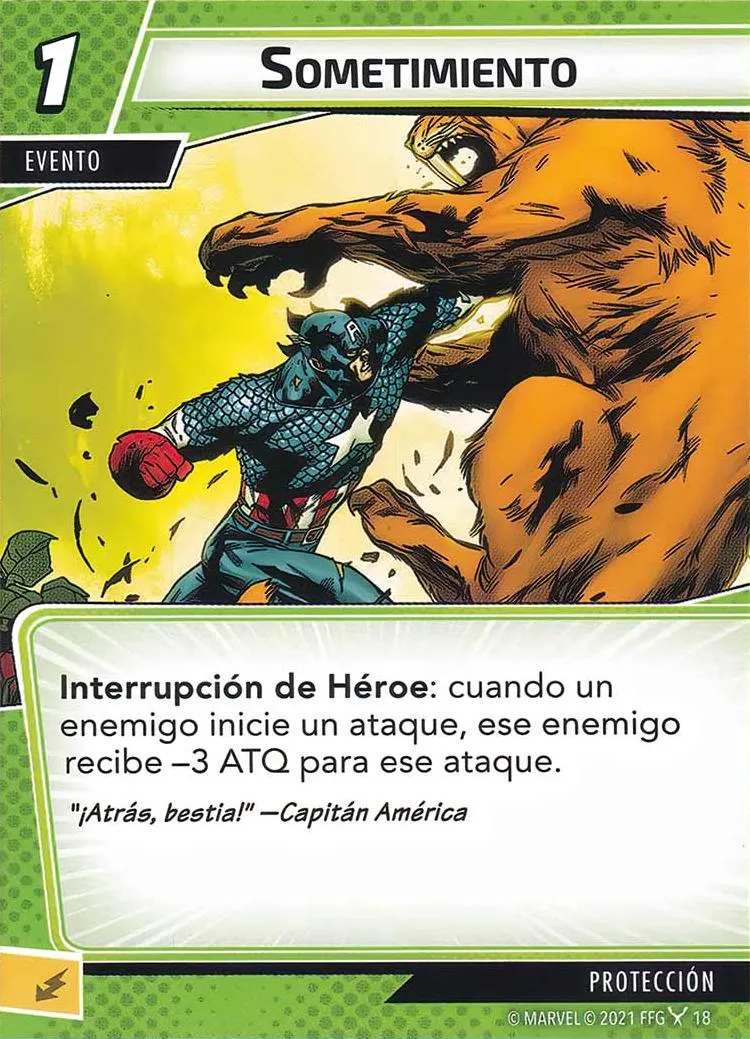 1
SOMETIMIENTO
EVENTO
Interrupción de Héroe: cuando un
enemigo inicie un ataque, ese enemigo
recibe –3 ATQ para ese ataque.
"¡Atrás, bestia!" —Capitán América
PROTECCIÓN
© MARVEL © 2021 FFG 18